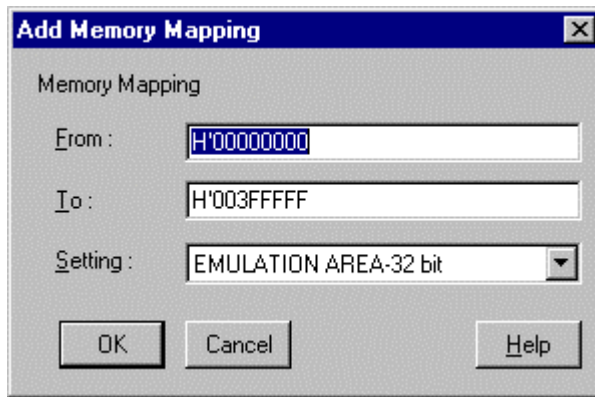 Add Memory Mapping
Memory Mapping
From : H'00000000
To : H'003FFFFF
Setting : EMULATION AREA-32 bit
OK Cancel Help